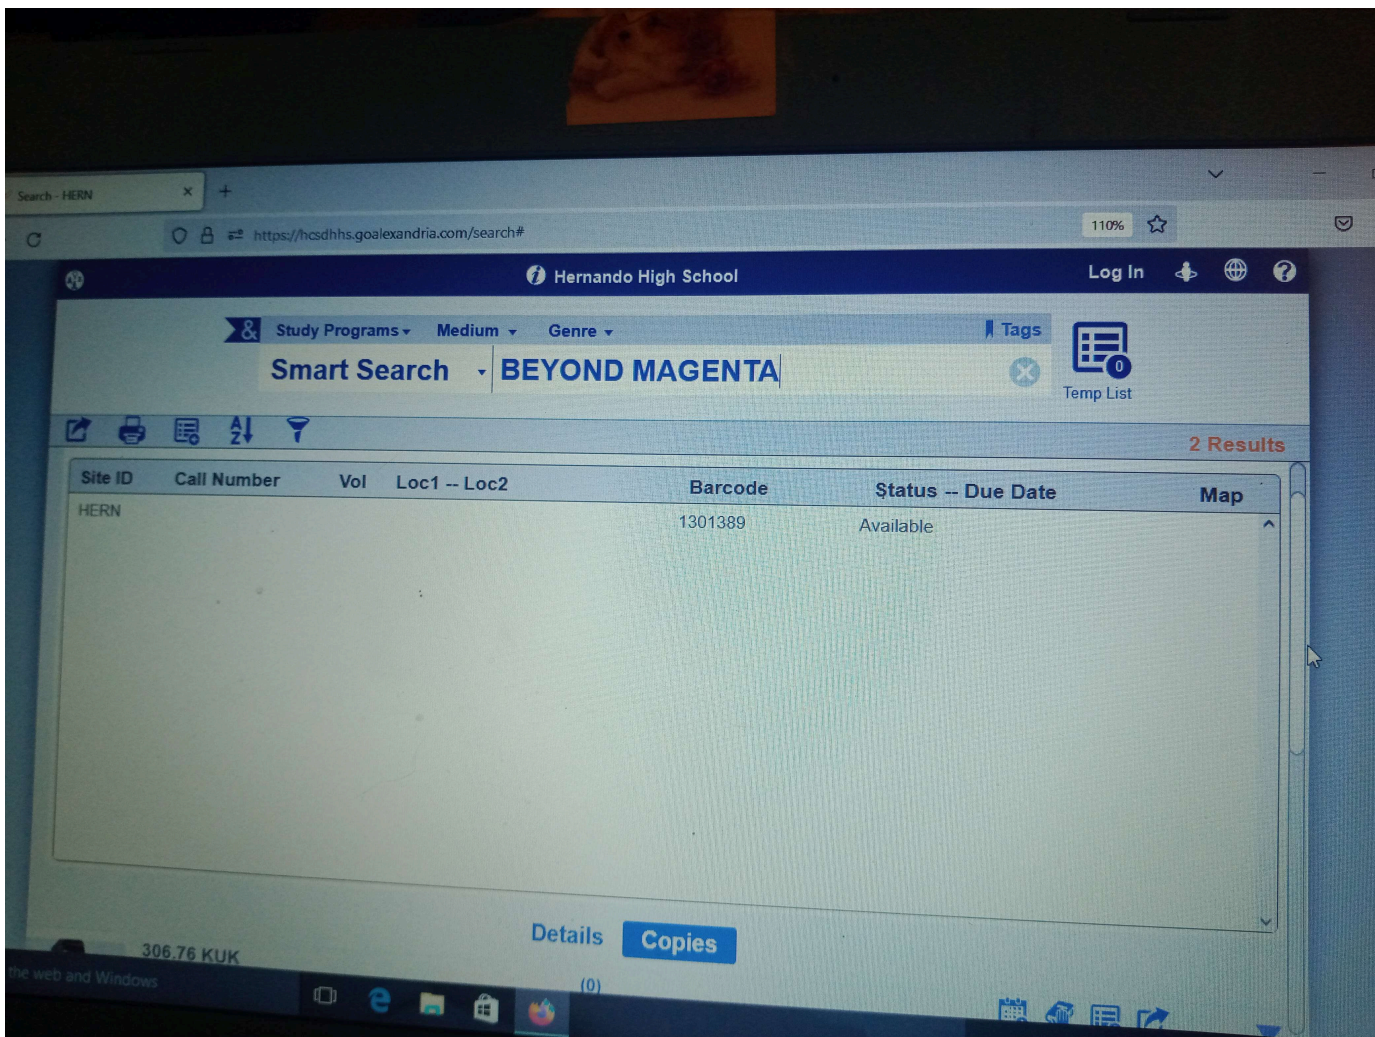 Search - HERN
https://hcsdhhs.goalexandria.com/search#
110%
i Hernando High School
Log In
?
& Study Programs Medium Genre
Tags
Smart Search BEYOND MAGENTA
0
Temp List
A Z
2 Results
Site ID Call Number Vol Loc1 -- Loc2 Barcode Status -- Due Date Map
HERN 1301389 Available
Details Copies
306.76 KUK
the web and Windows
(0)